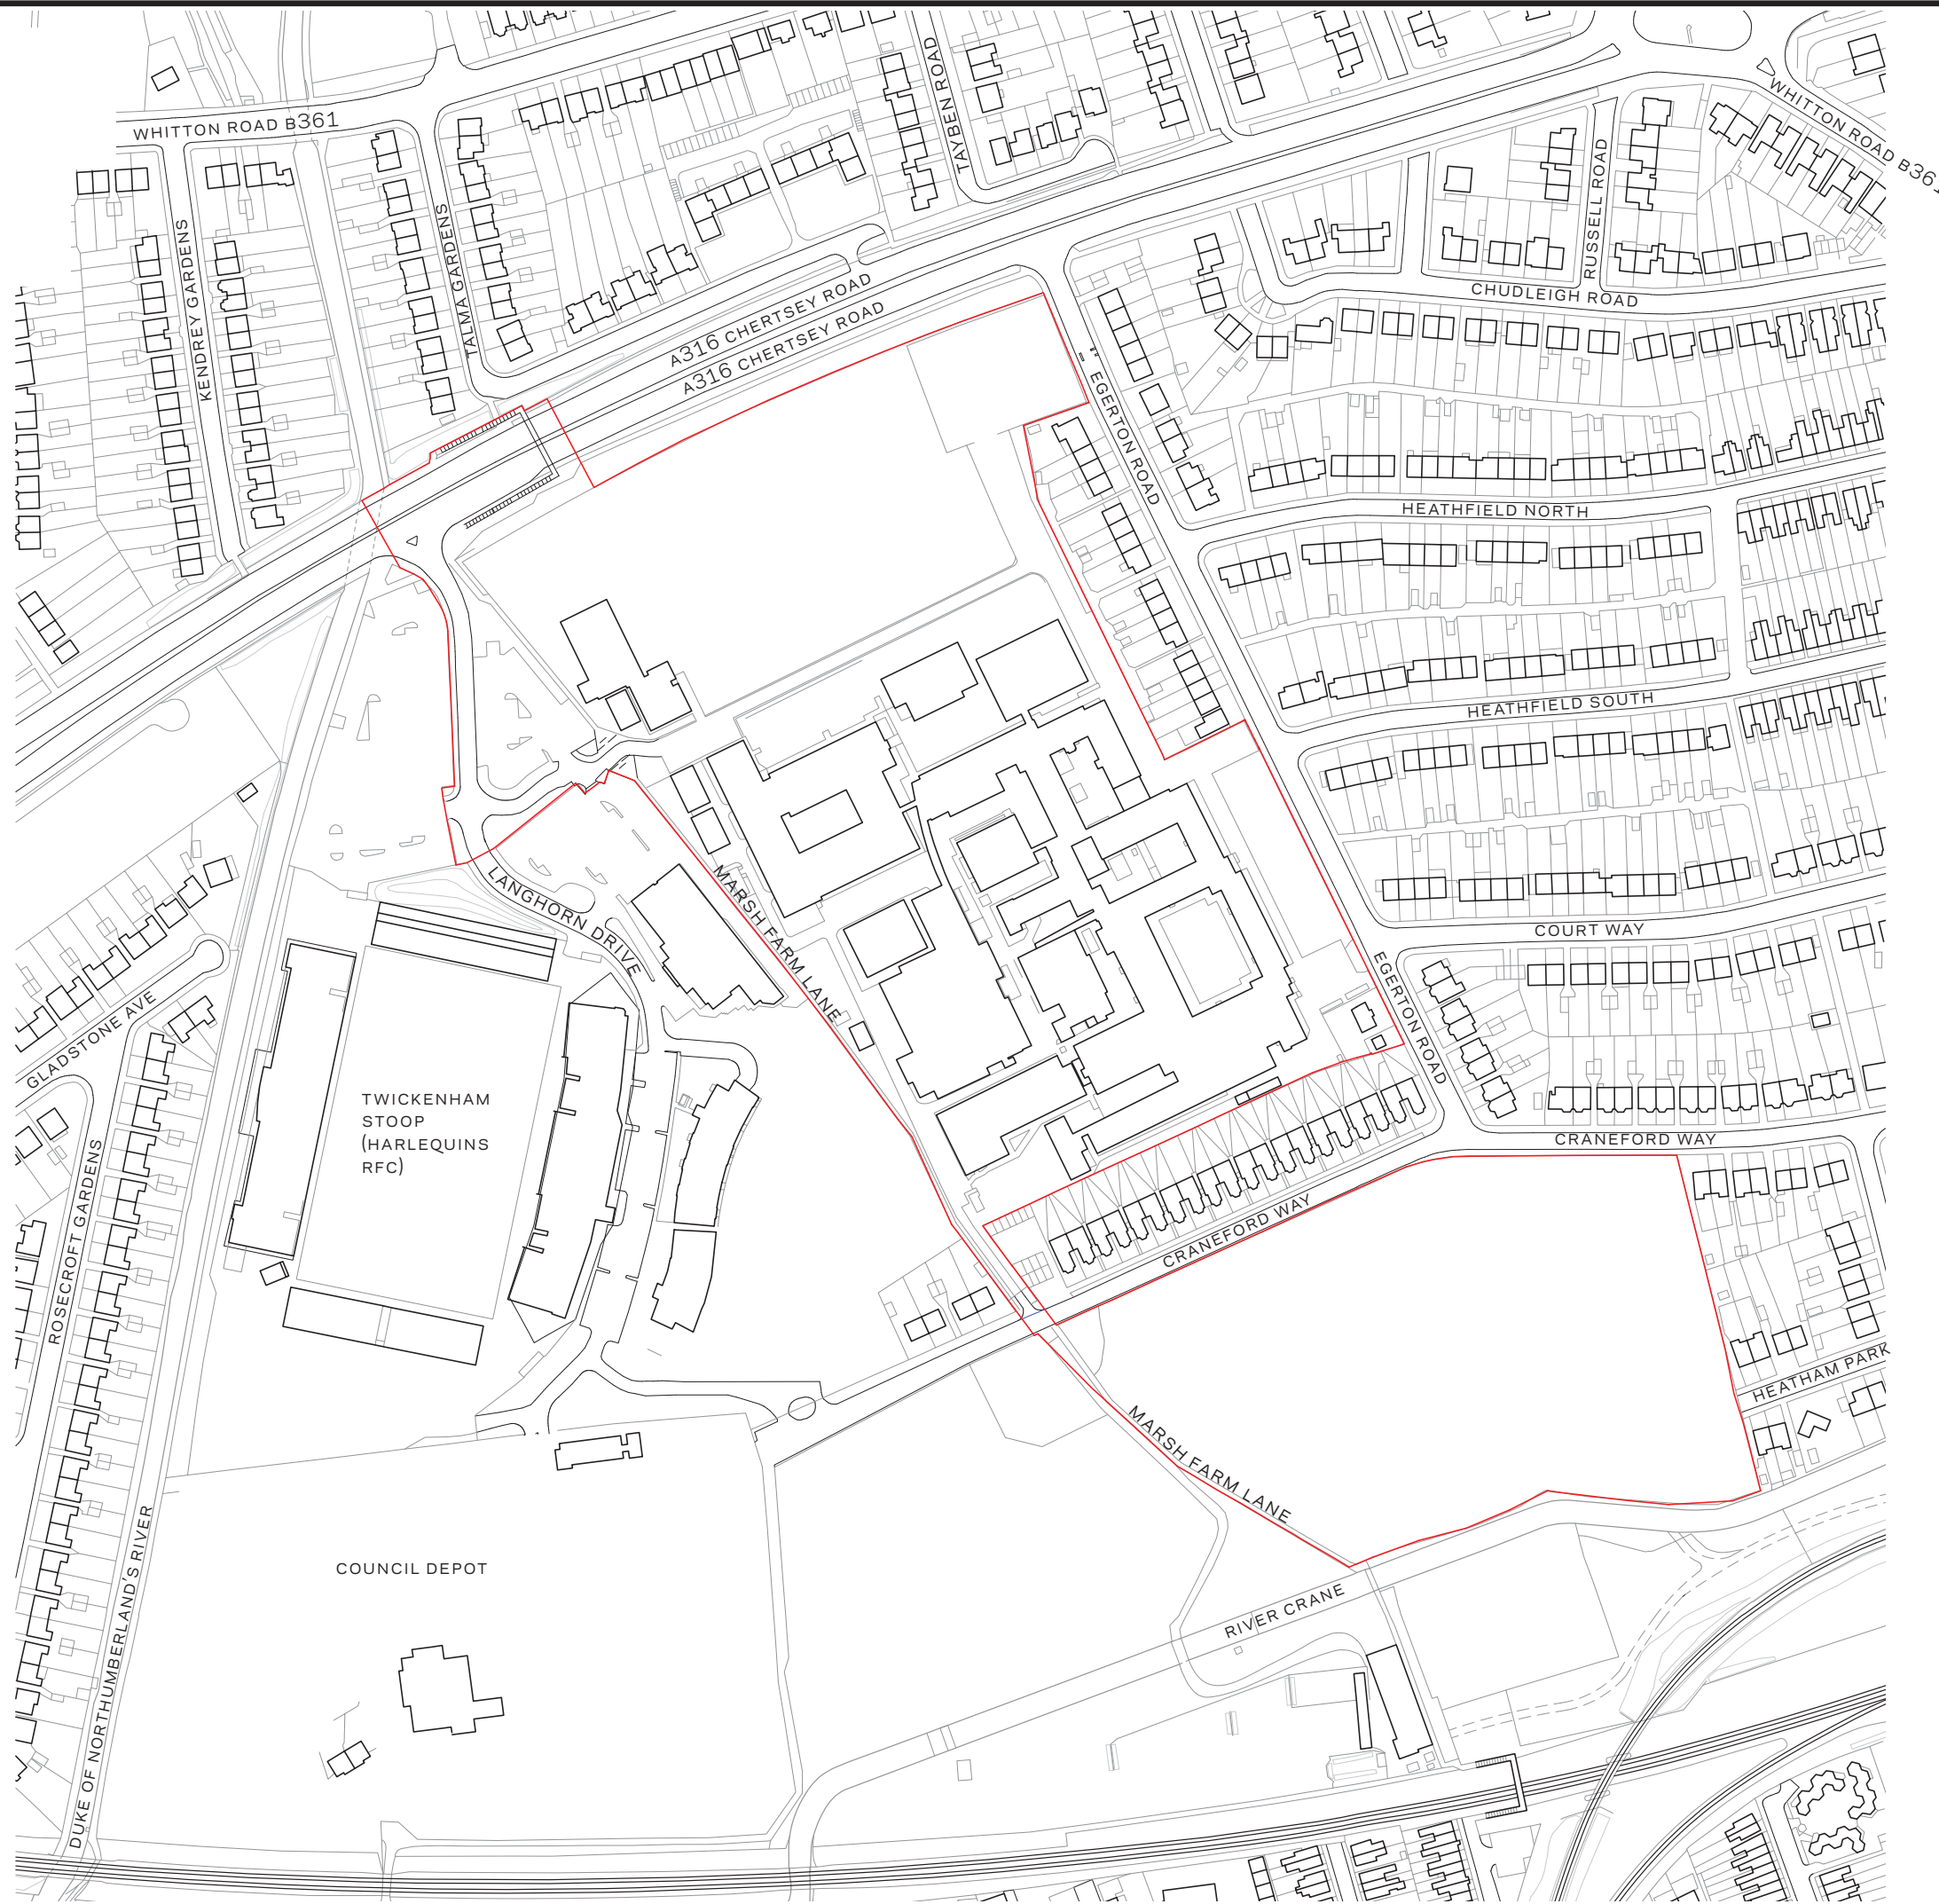 WHITTON ROAD B361
TAYBEN ROAD
WHITTON ROAD B361
RUSSELL ROAD
KENDREY GARDENS
TALMA GARDENS
CHUDLEIGH ROAD
A316 CHERTSEY ROAD
A316 CHERTSEY ROAD
EGERTON ROAD
HEATHFIELD NORTH
HEATHFIELD SOUTH
LANGHORN DRIVE
MARSH FARM LANE
COURT WAY
EGERTON ROAD
GLADSTONE AVE
TWICKENHAM
STOOP
(HARLEQUINS
RFC)
CRANEFORD WAY
ROSECROFT GARDENS
CRANEFORD WAY
HEATHAM PARK
MARSH FARM LANE
COUNCIL DEPOT
RIVER CRANE
DUKE OF NORTHUMBERLAND'S RIVER